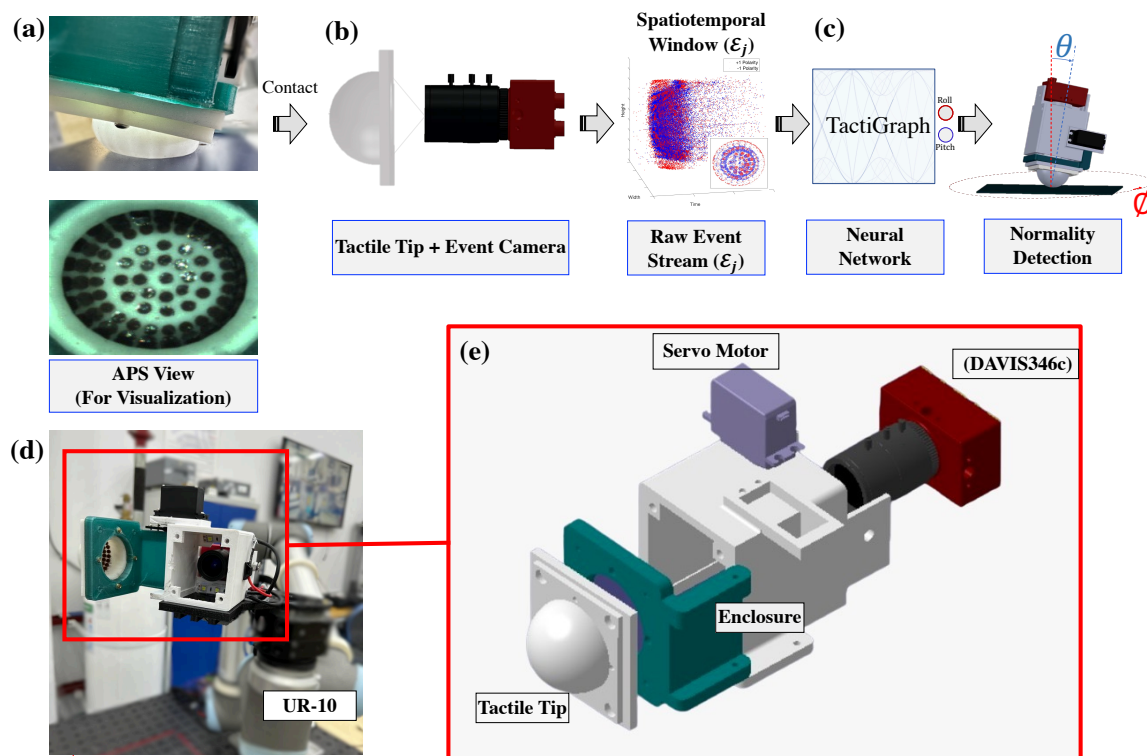 (a)
Contact
APS View
(For Visualization)
(b)
Tactile Tip + Event Camera
Spatiotemporal
Window (ℰj)
+1 Polarity
−1 Polarity
Height
Width
Time
Raw Event
Stream (ℰj)
(c)
TactiGraph
Roll
Pitch
Neural
Network
θ
Φ
Normality
Detection
(d)
UR-10
(e)
Servo Motor
(DAVIS346c)
Enclosure
Tactile Tip